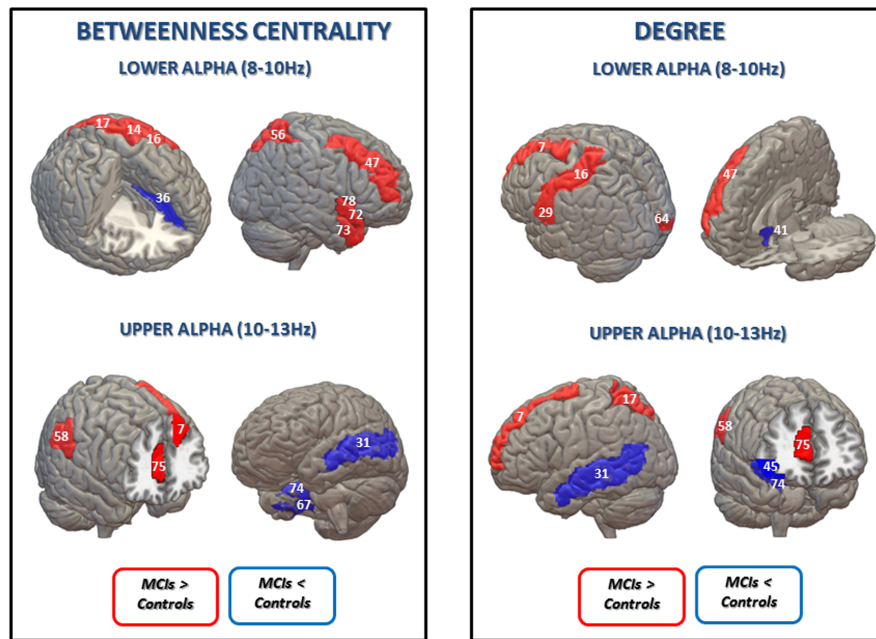 BETWEENNESS CENTRALITY
LOWER ALPHA (8-10Hz)
17
14
16
36
56
47
78
72
73
UPPER ALPHA (10-13Hz)
58
7
75
31
74
67
MCIs >
Controls
MCIs <
Controls
DEGREE
LOWER ALPHA (8-10Hz)
7
16
29
64
47
41
UPPER ALPHA (10-13Hz)
7
17
31
58
75
45
74
MCIs >
Controls
MCIs <
Controls